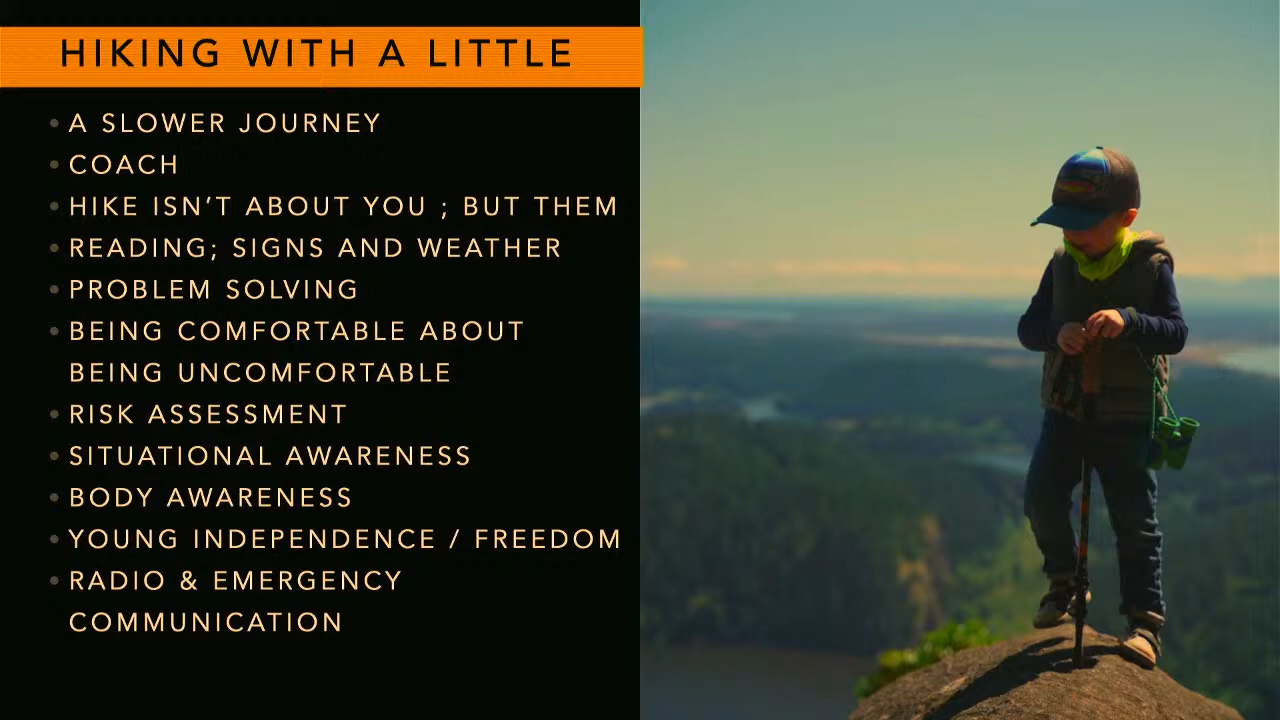 HIKING WITH A LITTLE
• A SLOWER JOURNEY
• COACH
• HIKE ISN’T ABOUT YOU ; BUT THEM
• READING; SIGNS AND WEATHER
• PROBLEM SOLVING
• BEING COMFORTABLE ABOUT
BEING UNCOMFORTABLE
• RISK ASSESSMENT
• SITUATIONAL AWARENESS
• BODY AWARENESS
• YOUNG INDEPENDENCE / FREEDOM
• RADIO & EMERGENCY
COMMUNICATION